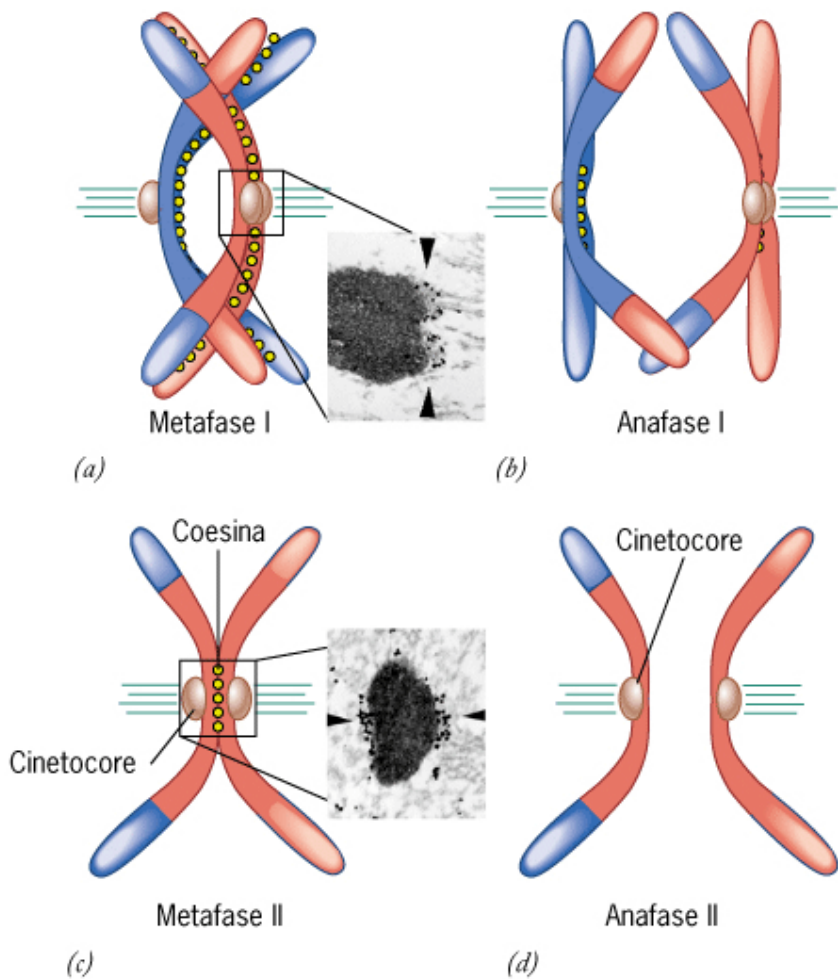 Metafase I
Anafase I
(a)
(b)
Coesina
Cinetocore
Cinetocore
Metafase II
Anafase II
(c)
(d)